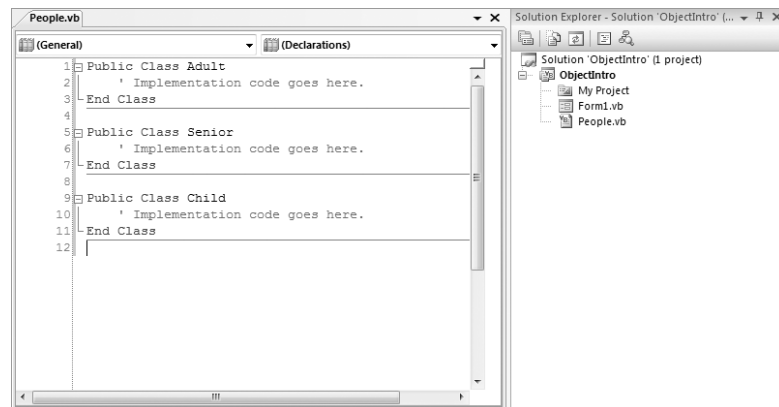 People.vb
(General) (Declarations)
1 Public Class Adult
2 ' Implementation code goes here.
3 End Class
4
5 Public Class Senior
6 ' Implementation code goes here.
7 End Class
8
9 Public Class Child
10 ' Implementation code goes here.
11 End Class
12
Solution Explorer - Solution 'ObjectIntro' (...
Solution 'ObjectIntro' (1 project)
ObjectIntro
My Project
Form1.vb
People.vb